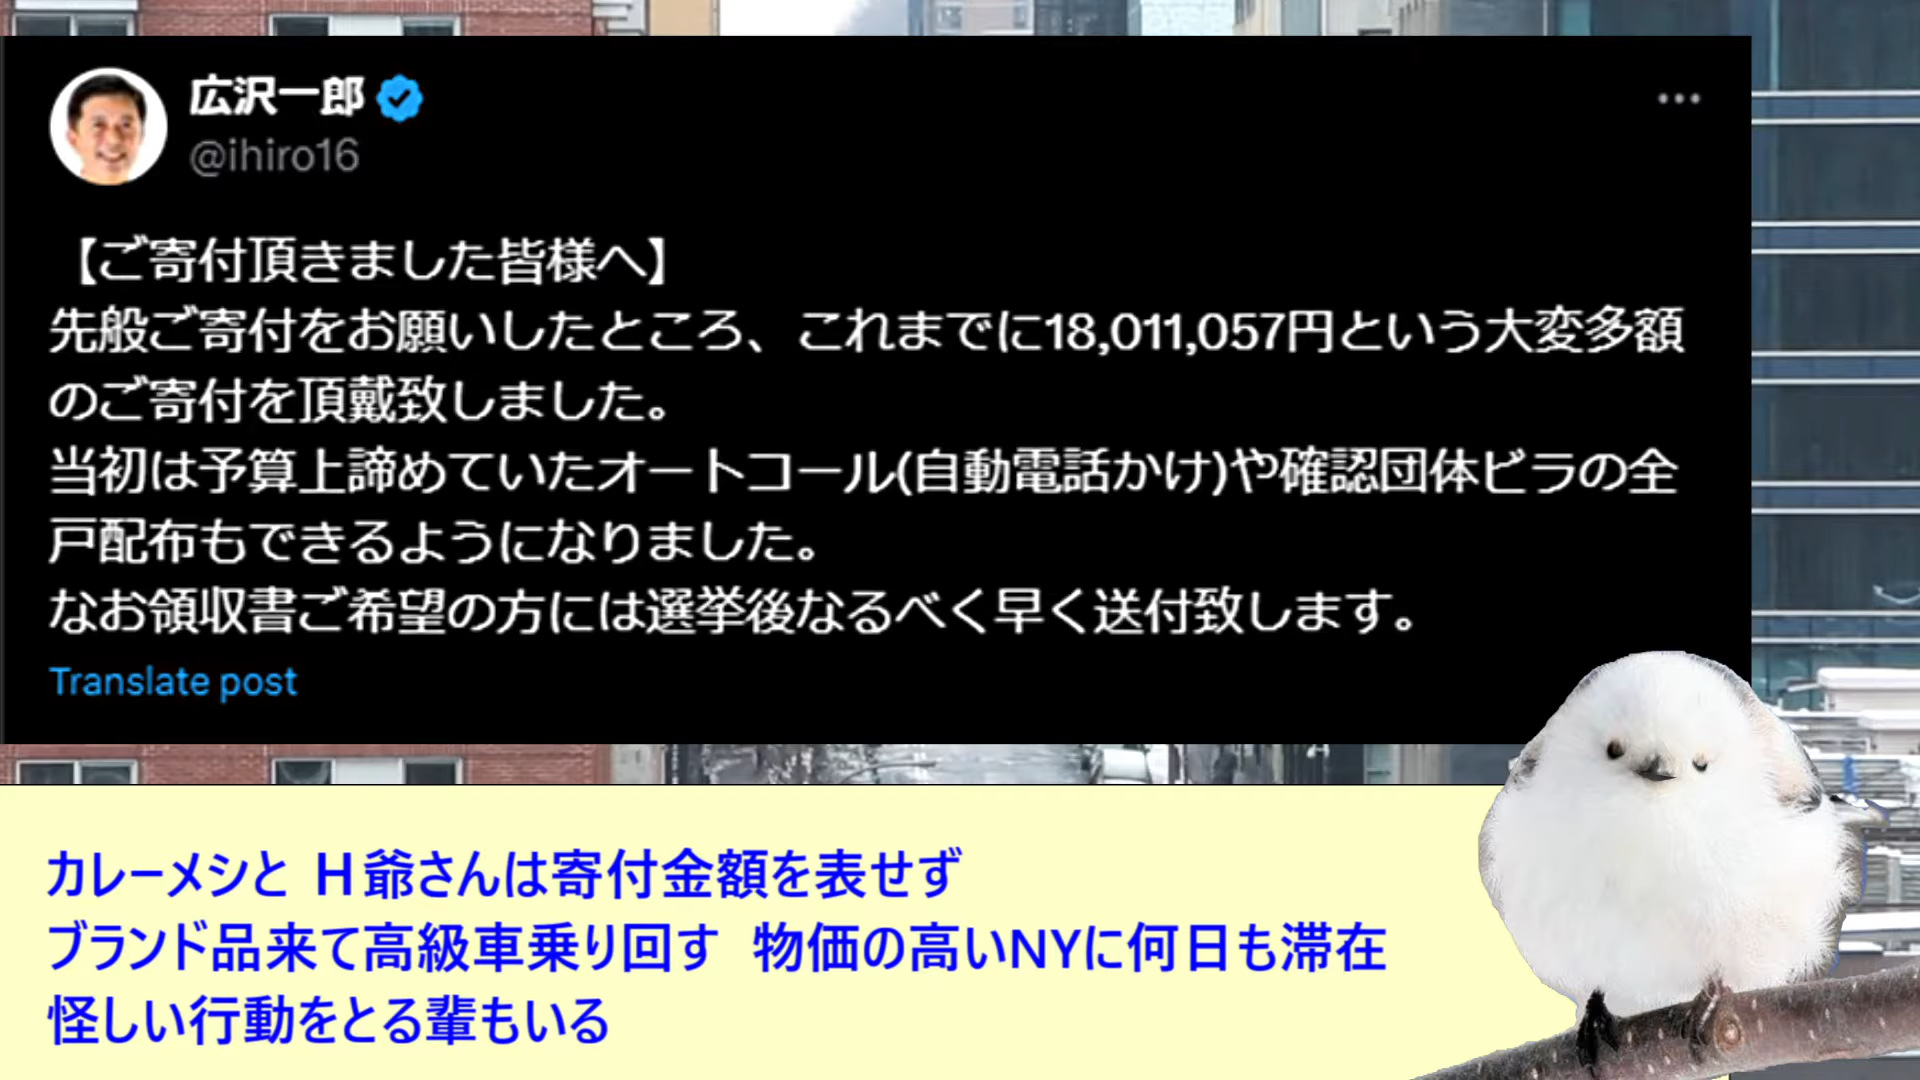 広沢一郎
@ihiro16
【ご寄付頂きました皆様へ】
先般ご寄付をお願いしたところ、これまでに18,011,057円という大変多額
のご寄付を頂戴致しました。
当初は予算上諦めていたオートコール(自動電話かけ)や確認団体ビラの全
戸配布もできるようになりました。
なお領収書ご希望の方には選挙後なるべく早く送付致します。
Translate post
カレーメシと H爺さんは寄付金額を表せず
ブランド品来て高級車乗り回す 物価の高いNYに何日も滞在
怪しい行動をとる輩もいる